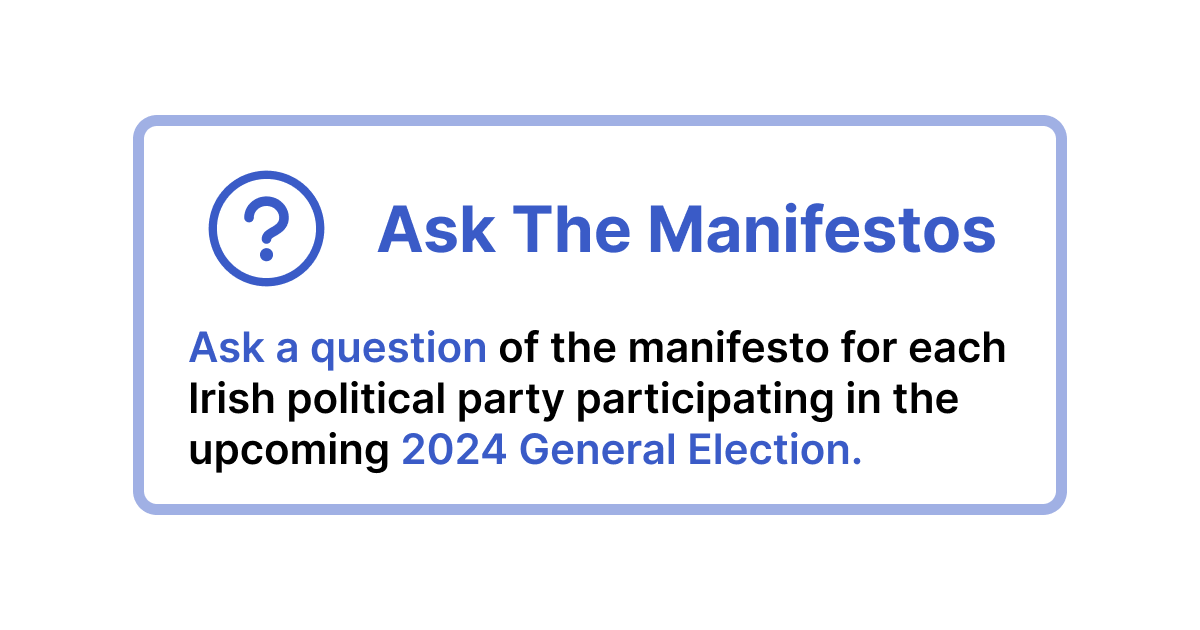 Ask The Manifestos
Ask a question of the manifesto for each
Irish political party participating in the
upcoming 2024 General Election.